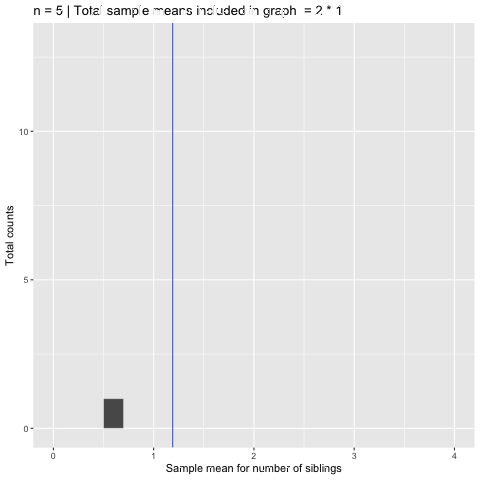 n = 5 | Total sample means included in graph = 2 * 1
10
5
0
Total counts
0 1 2 3 4
Sample mean for number of siblings